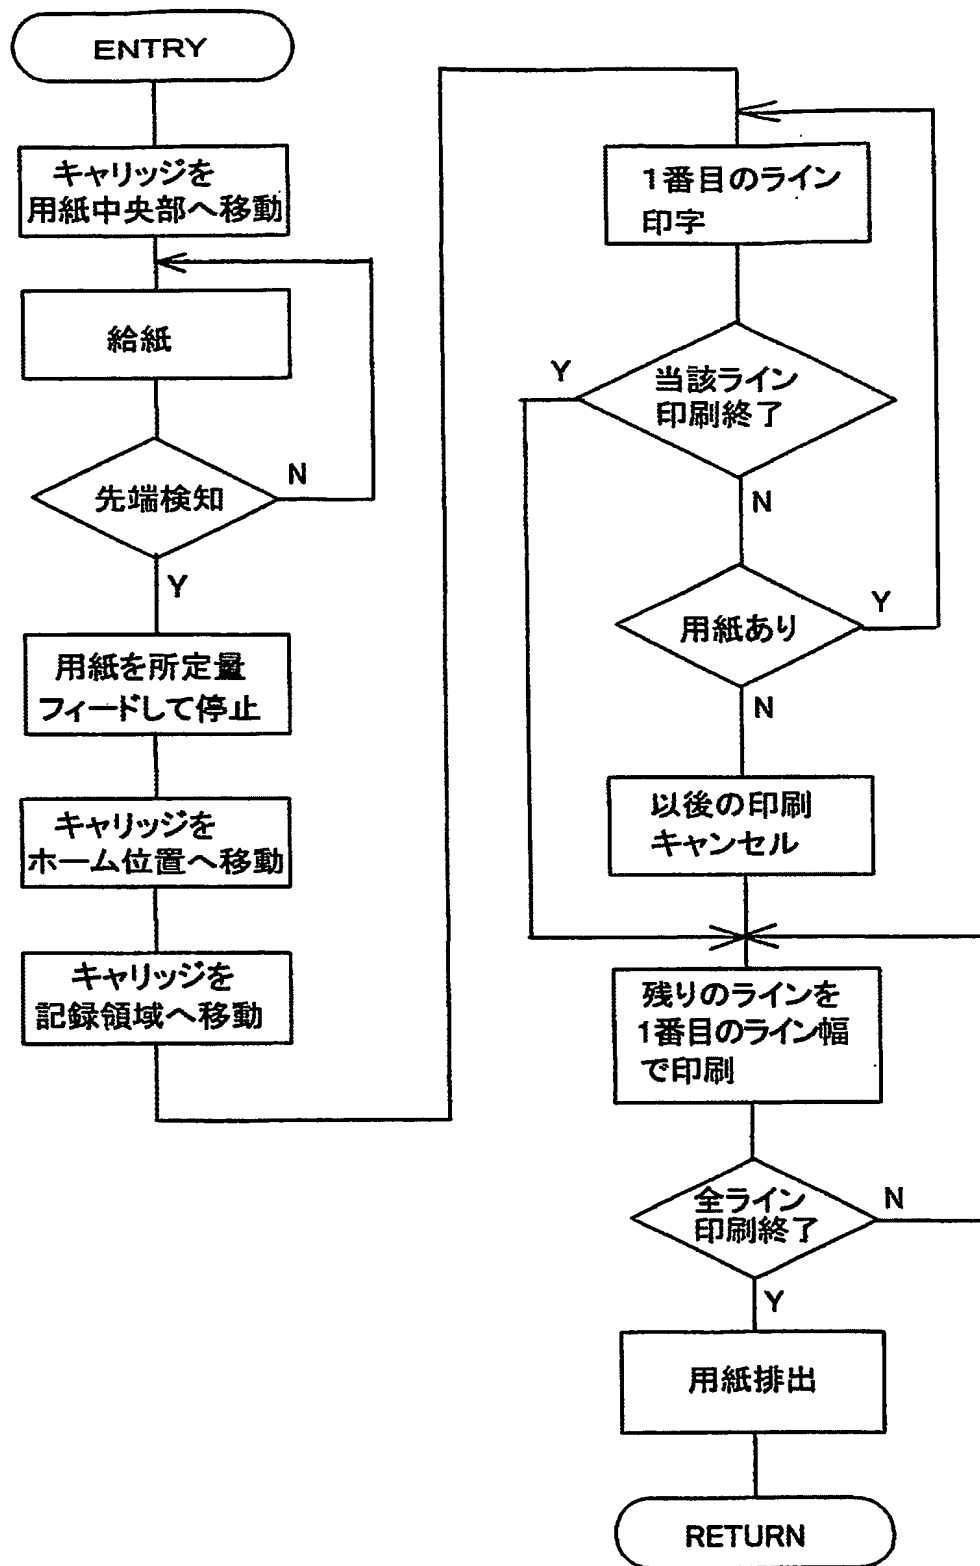 ENTRY
キャリッジを
用紙中央部へ移動
給紙
先端検知
N
Y
用紙を所定量
フィードして停止
キャリッジを
ホーム位置へ移動
キャリッジを
記録領域へ移動
1番目のライン
印字
当該ライン
印刷終了
Y
N
用紙あり
Y
N
以後の印刷
キャンセル
残りのラインを
1番目のライン幅
で印刷
全ライン
印刷終了
N
Y
用紙排出
RETURN